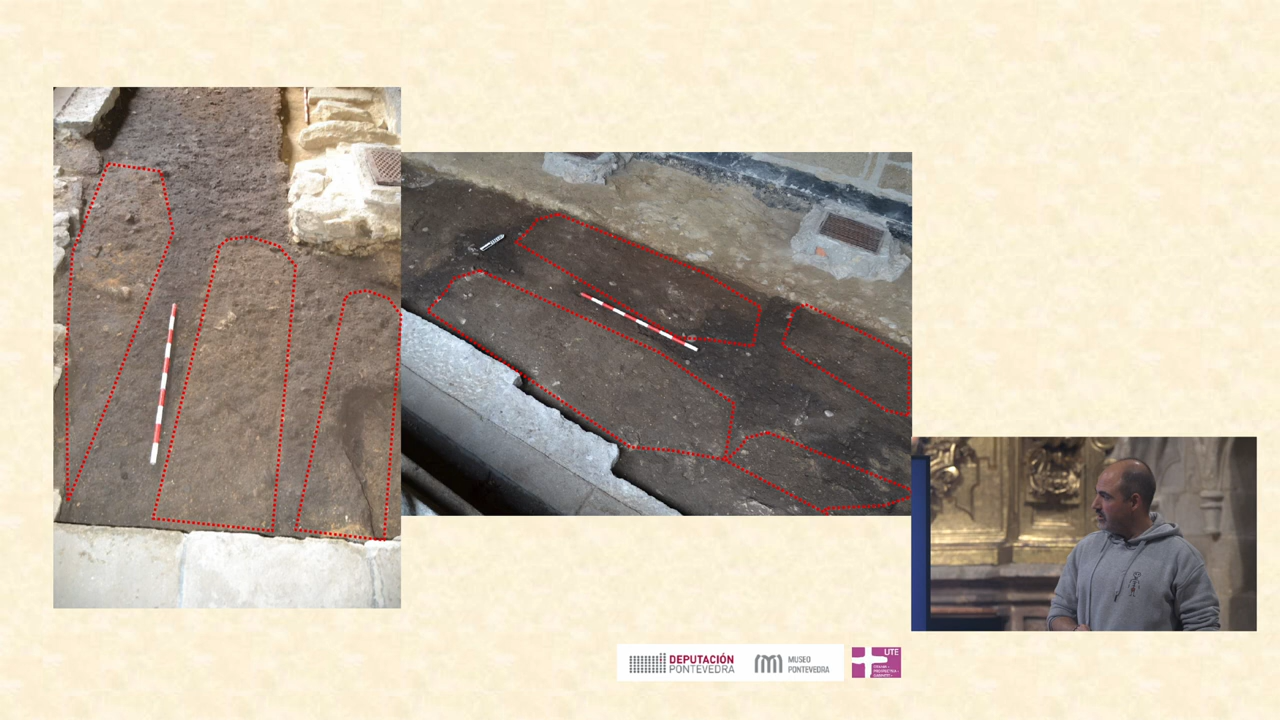 DEPUTACIÓN
PONTEVEDRA
MUSEO
PONTEVEDRA
UTE